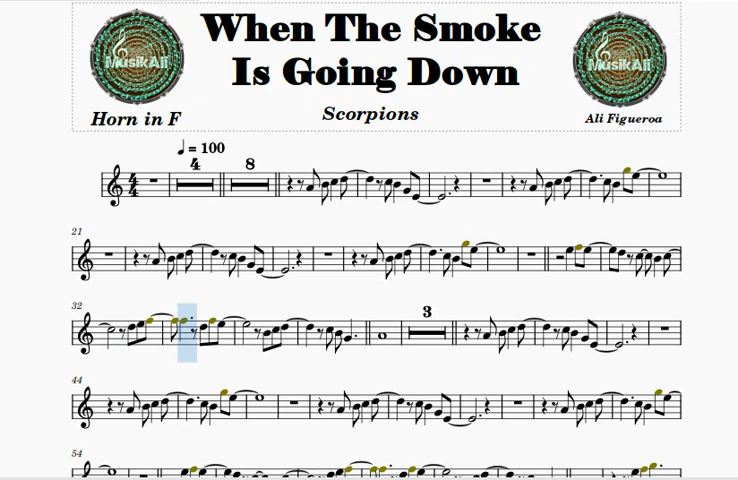 When The Smoke
Is Going Down
MusikAli
MusikAli
Horn in F
Scorpions
Ali Figueroa
♩ = 100
4
8
21
32
3
44
54